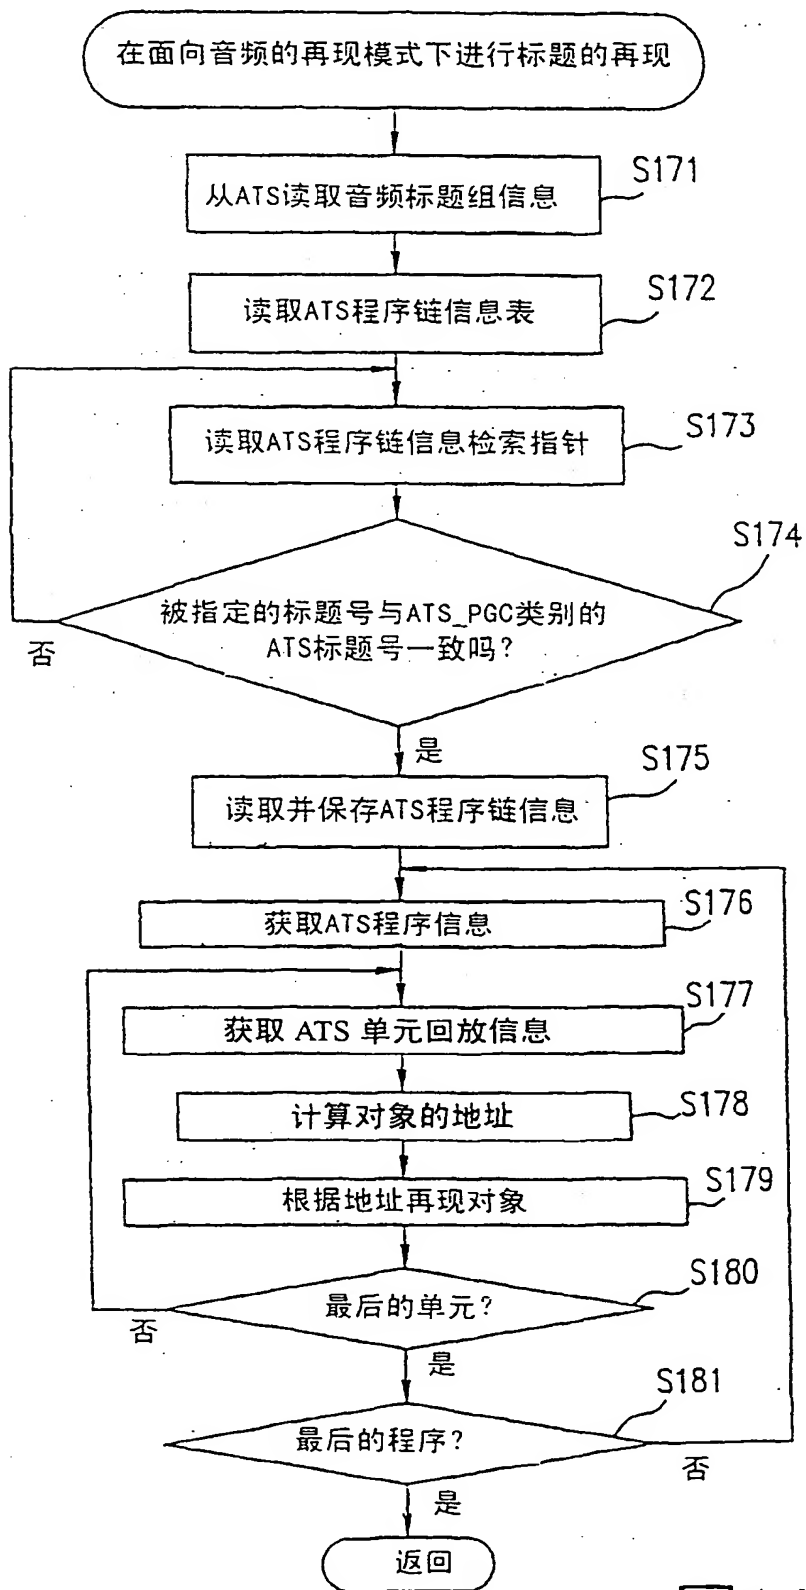 在面向音频的再现模式下进行标题的再现
S171
从ATS读取音频标题组信息
S172
读取ATS程序链信息表
S173
读取ATS程序链信息检索指针
S174
被指定的标题号与ATS_PGC类别的
ATS标题号一致吗?
否
是
S175
读取并保存ATS程序链信息
S176
获取ATS程序信息
S177
获取 ATS 单元回放信息
S178
计算对象的地址
S179
根据地址再现对象
S180
最后的单元?
否
是
S181
最后的程序?
否
是
返回